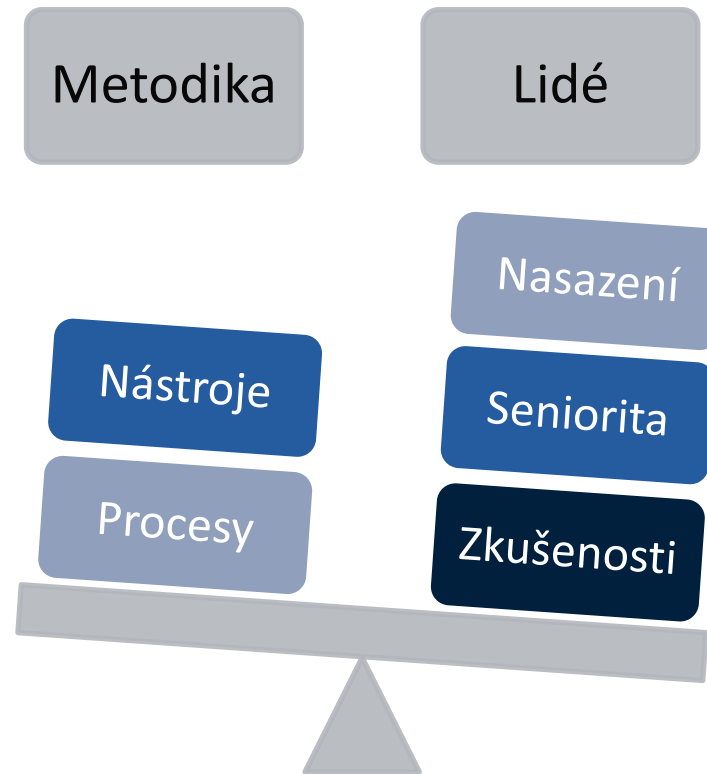 Metodika
Lidé
Nasazení
Nástroje
Seniorita
Procesy
Zkušenosti